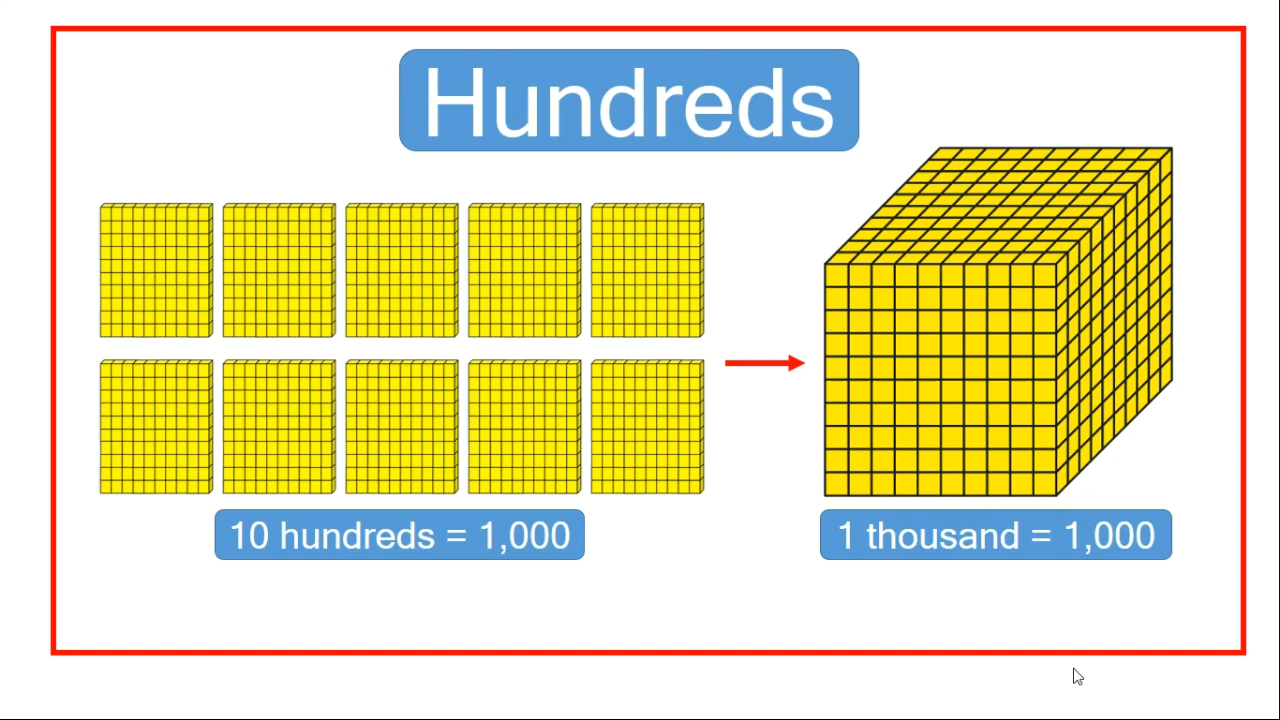 Hundreds
10 hundreds = 1,000
1 thousand = 1,000